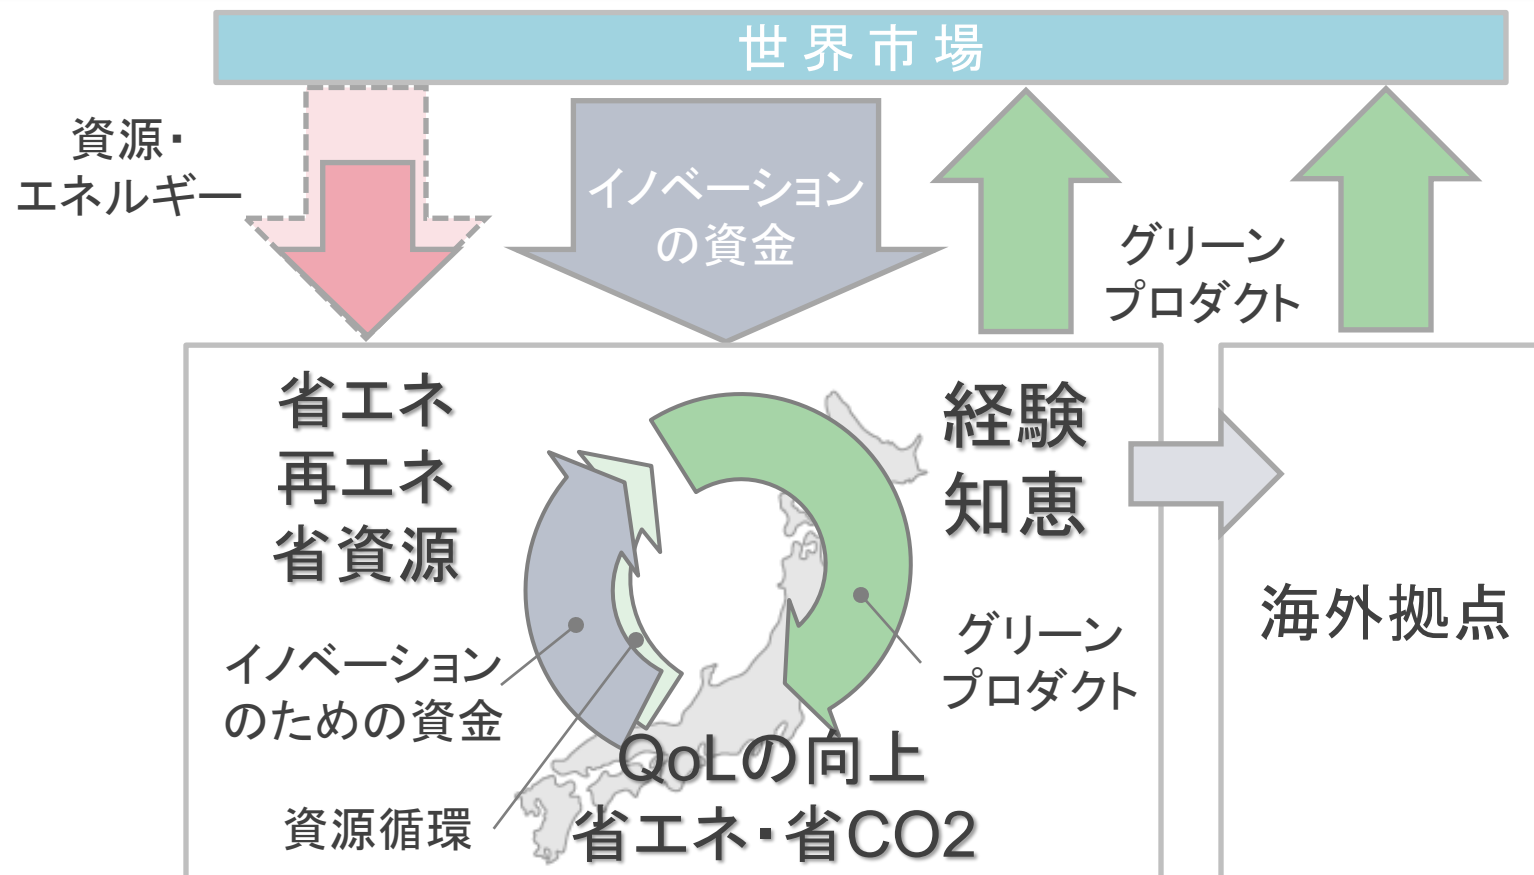 世界市場
資源・
エネルギー
イノベーション
の資金
グリーン
プロダクト
省エネ
再エネ
省資源
経験
知恵
海外拠点
イノベーション
のための資金
グリーン
プロダクト
資源循環
QoLの向上
省エネ・省CO2